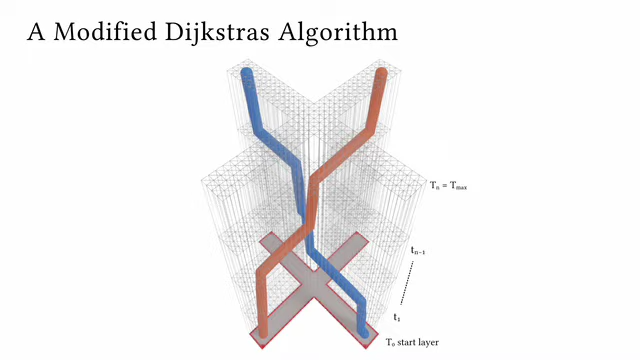 A Modified Dijkstras Algorithm
Tₙ = Tₘₐₓ
tₙ₋₁
t₁
T₀ start layer